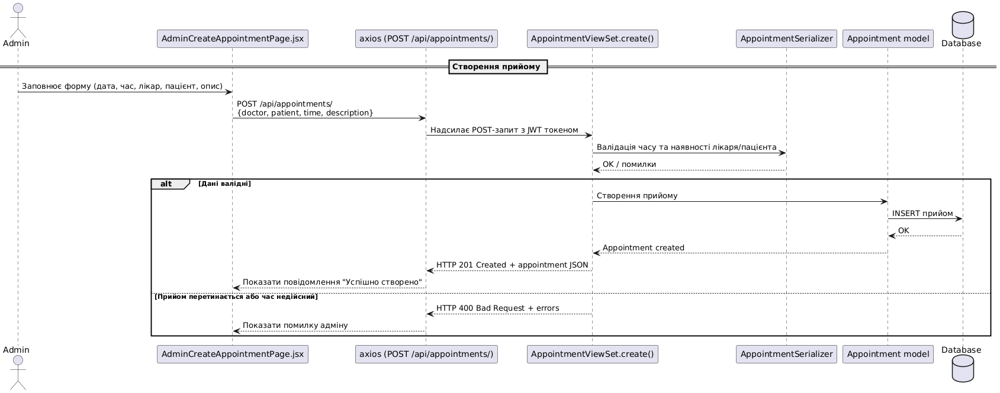 Admin
AdminCreateAppointmentPage.jsx
axios (POST /api/appointments/)
AppointmentViewSet.create()
AppointmentSerializer
Appointment model
Database
Створення прийому
Заповнює форму (дата, час, лікар, пацієнт, опис)
POST /api/appointments/
{doctor, patient, time, description}
Надсилає POST-запит з JWT токеном
Валідація часу та наявності лікаря/пацієнта
OK / помилки
alt
[Дані валідні]
Створення прийому
INSERT прийом
OK
Appointment created
HTTP 201 Created + appointment JSON
Показати повідомлення "Успішно створено"
[Прийом перетинається або час недійсний]
HTTP 400 Bad Request + errors
Показати помилку адміну
Admin
AdminCreateAppointmentPage.jsx
axios (POST /api/appointments/)
AppointmentViewSet.create()
AppointmentSerializer
Appointment model
Database